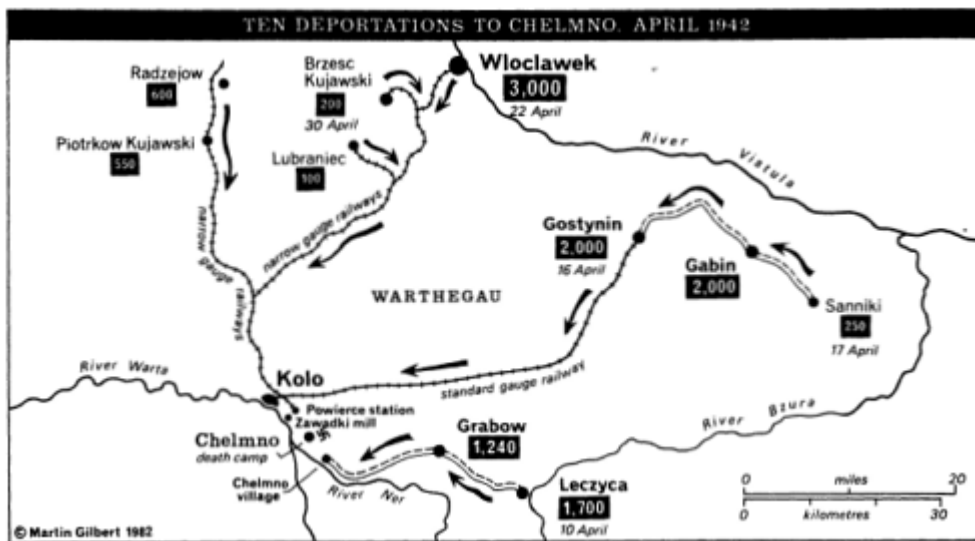 TEN DEPORTATIONS TO CHELMNO, APRIL 1942
Radzejow
600
Piotrkow Kujawski
550
Brzesc
Kujawski
200
30 April
Lubraniec
100
Wloclawek
3,000
22 April
River Vistula
narrow gauge railways
narrow gauge railways
Gostynin
2,000
16 April
Gabin
2,000
Sanniki
250
17 April
WARTHEGAU
River Warta
Kolo
standard gauge railway
Powierce station
Zawadki mill
Chelmno
death camp
Chelmno
village
River Ner
Grabow
1,240
Leczyca
1,700
10 April
River Bzura
0 miles 20
0 kilometres 30
© Martin Gilbert 1982